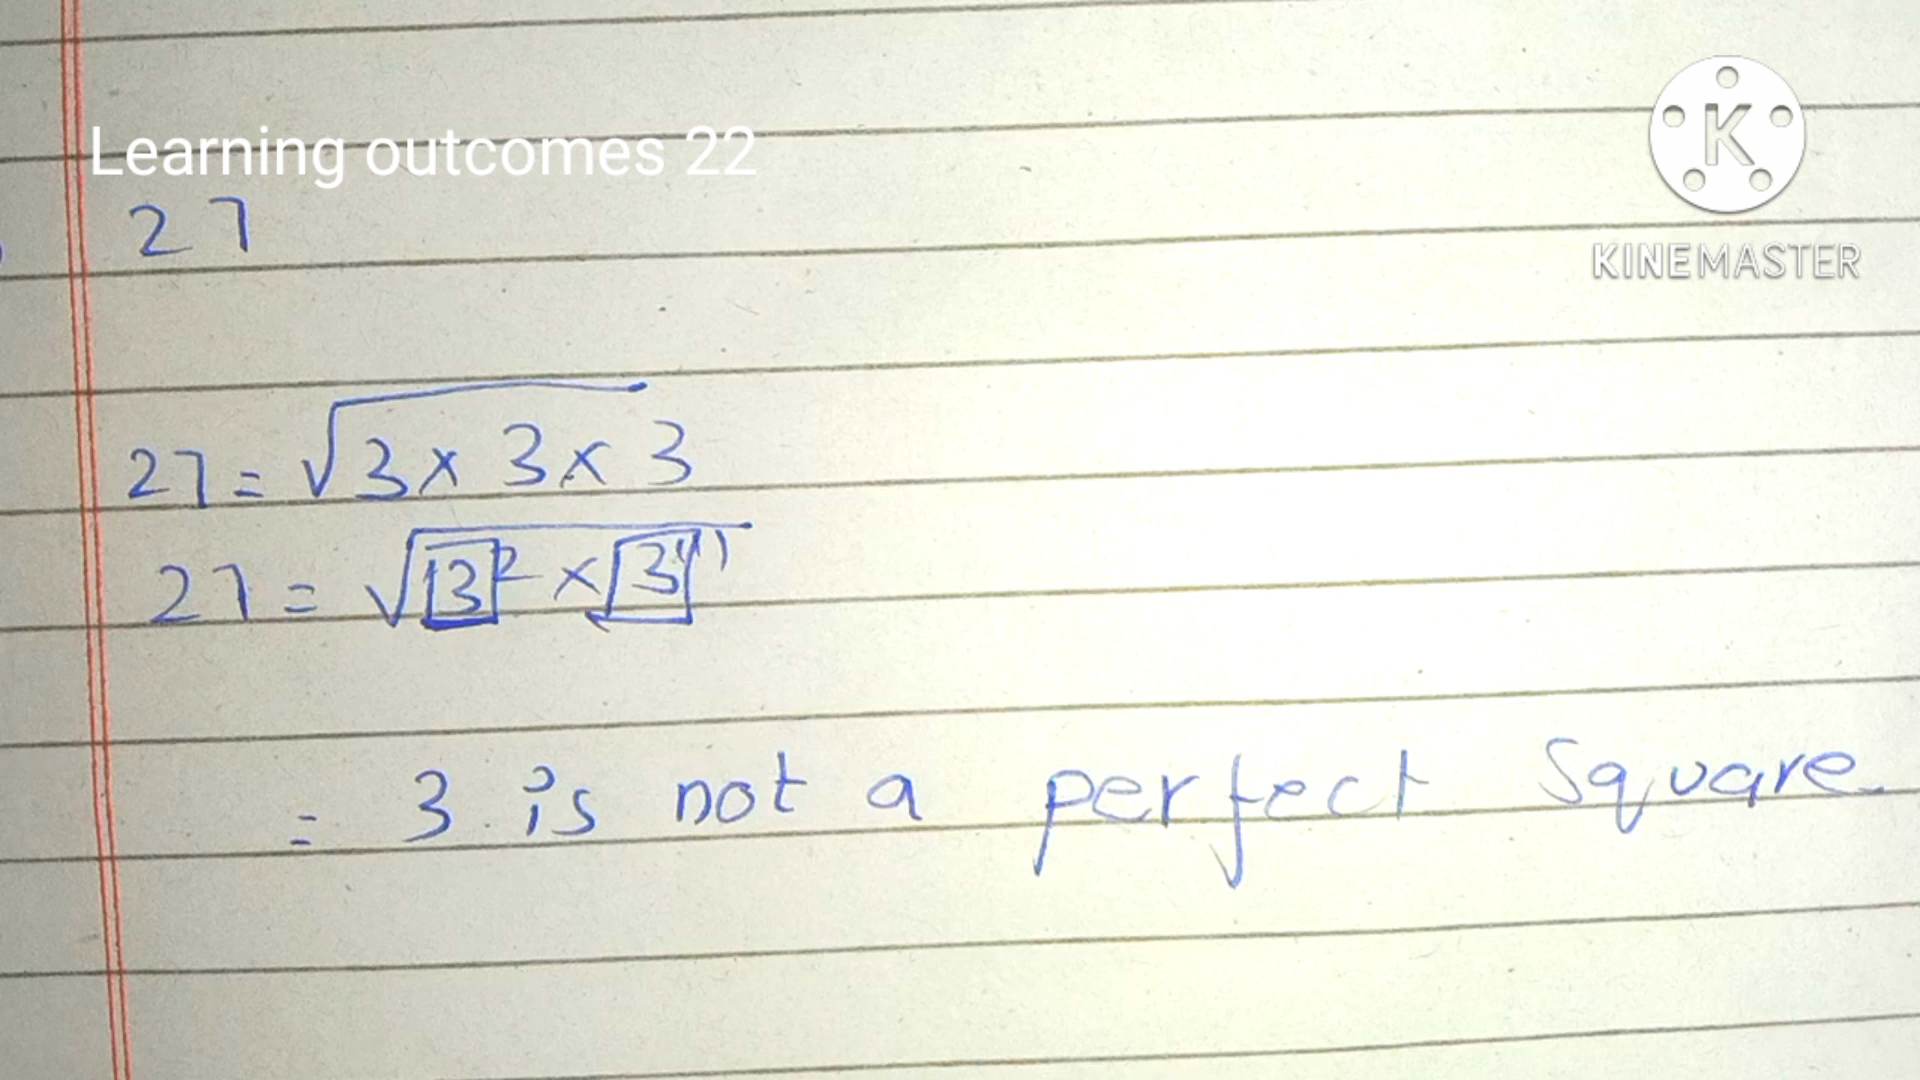 Learning outcomes 22
K
KINEMASTER
27
27 = √3 x 3 x 3
27 = √3² x 3¹
= 3 is not a perfect square.